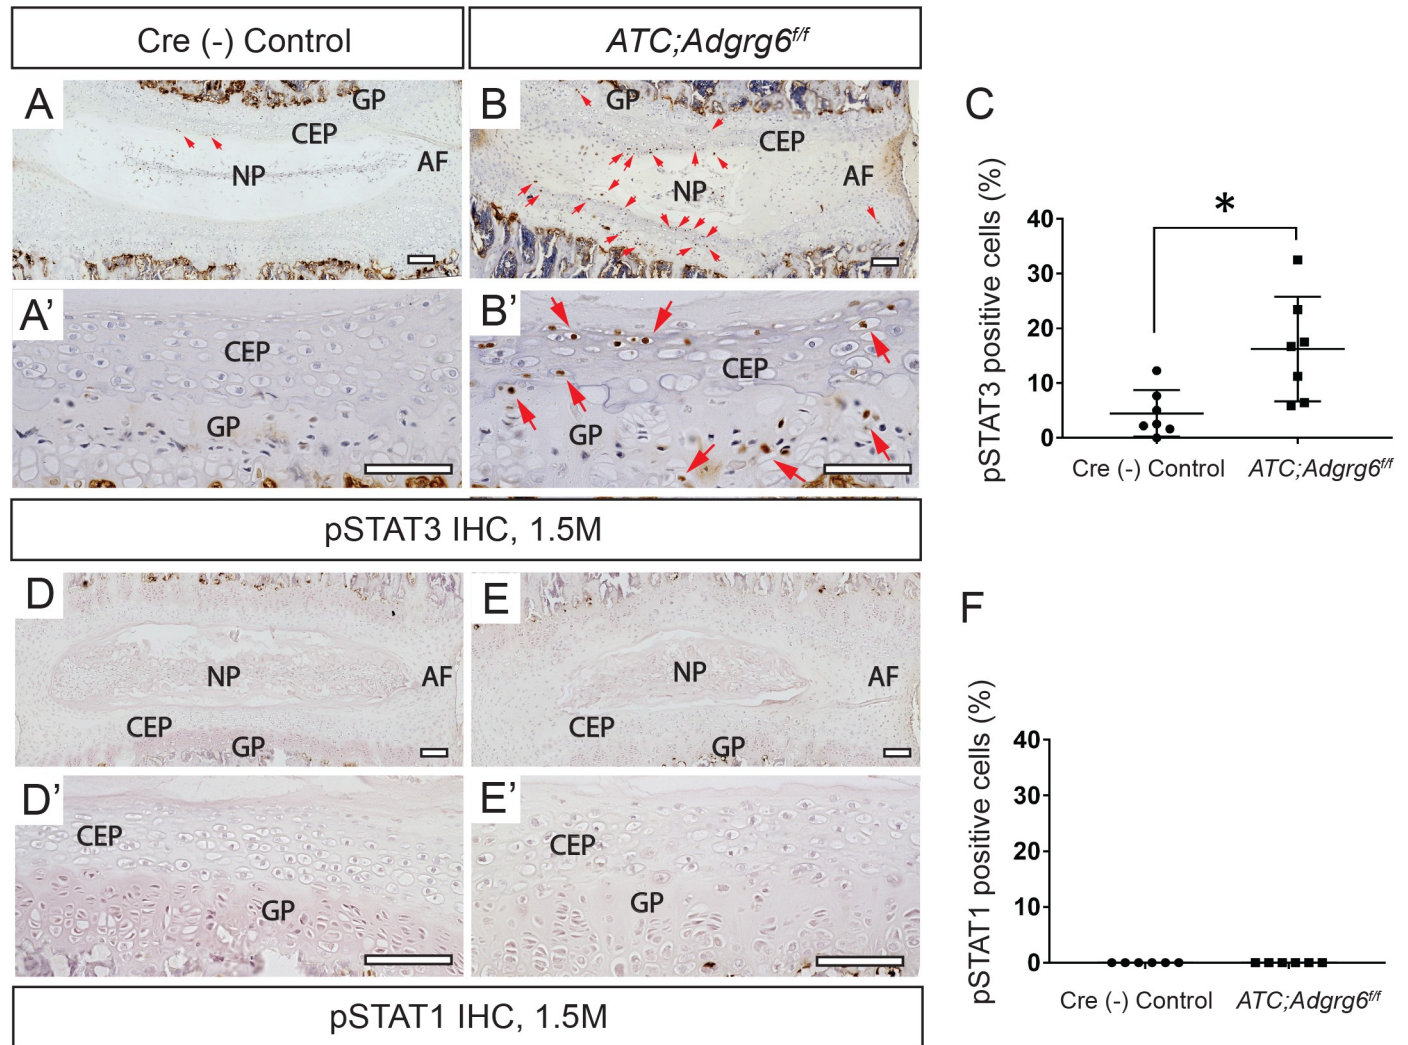 Cre (-) Control
ATC;Adgrg6f/f
A
GP
CEP
NP
AF
B
GP
CEP
NP
AF
A’
CEP
GP
B’
CEP
GP
pSTAT3 IHC, 1.5M
C
pSTAT3 positive cells (%)
40
30
20
10
0
*
Cre (-) Control
ATC;Adgrg6f/f
D
NP
AF
CEP
GP
E
NP
AF
CEP
GP
D’
CEP
GP
E’
CEP
GP
pSTAT1 IHC, 1.5M
F
pSTAT1 positive cells (%)
40
30
20
10
0
Cre (-) Control
ATC;Adgrg6f/f